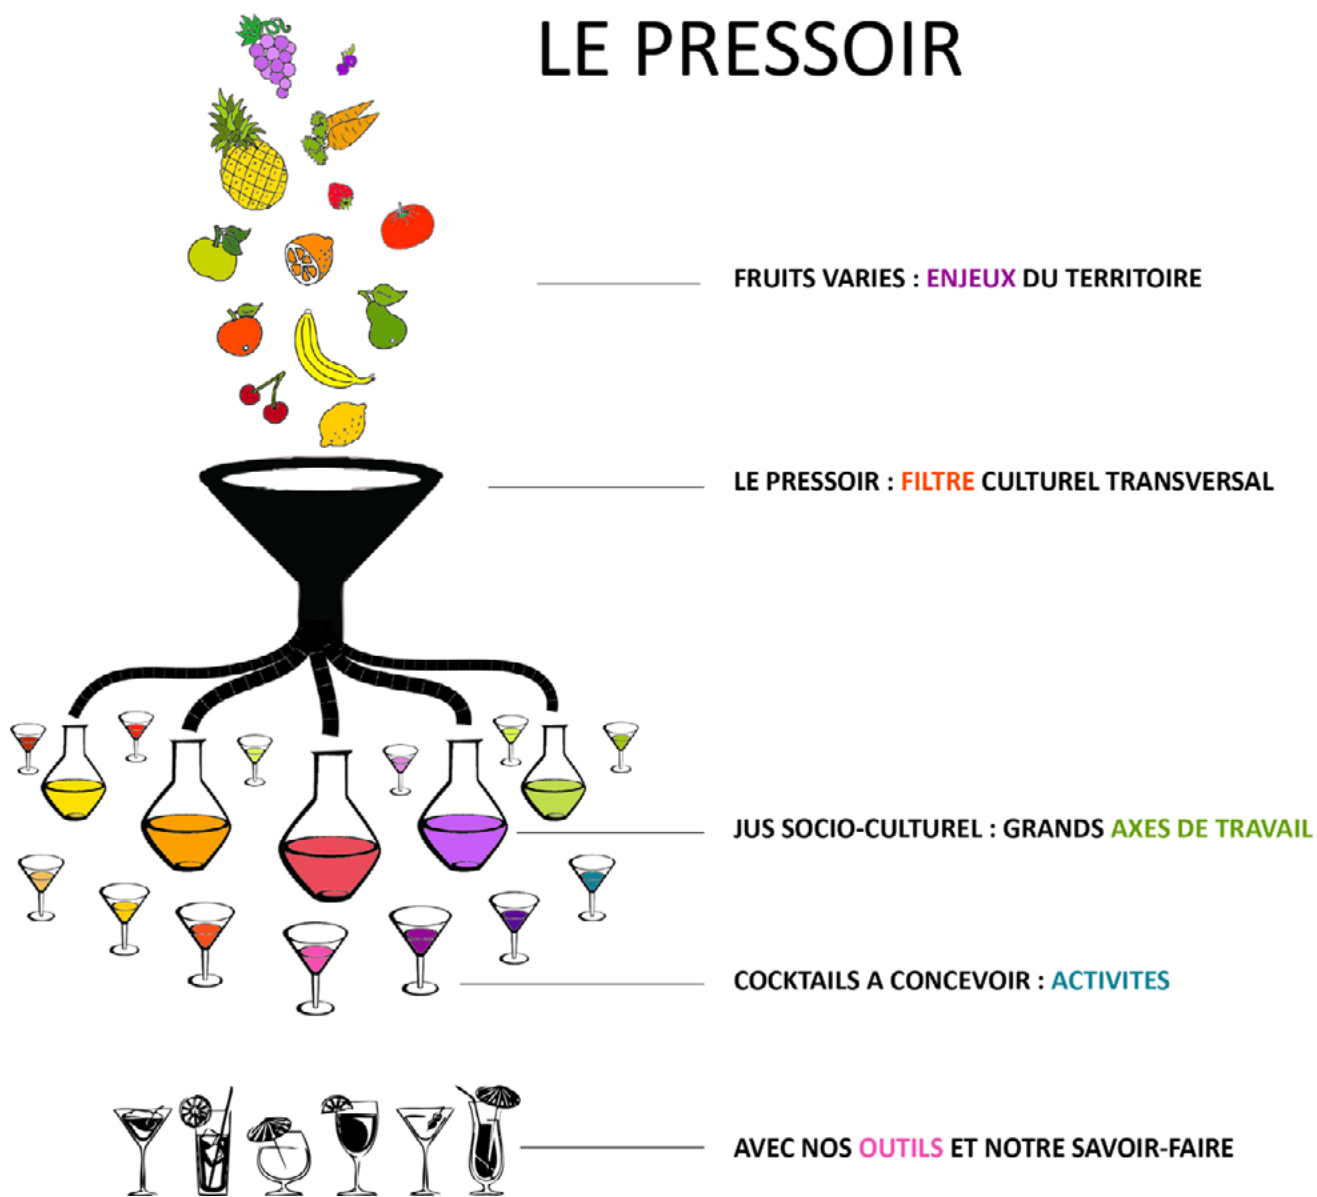 LE PRESSOIR
FRUITS VARIES : ENJEUX DU TERRITOIRE
LE PRESSOIR : FILTRE CULTUREL TRANSVERSAL
JUS SOCIO-CULTUREL : GRANDS AXES DE TRAVAIL
COCKTAILS A CONCEVOIR : ACTIVITES
AVEC NOS OUTILS ET NOTRE SAVOIR-FAIRE